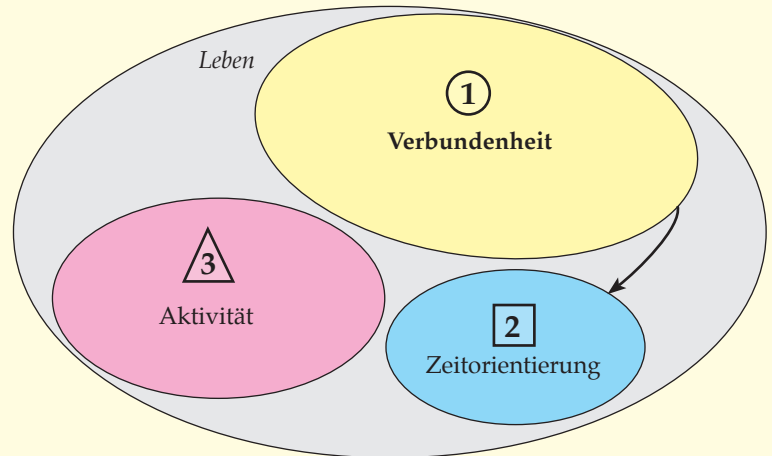 Leben
1
Verbundenheit
3
Aktivität
2
Zeitorientierung